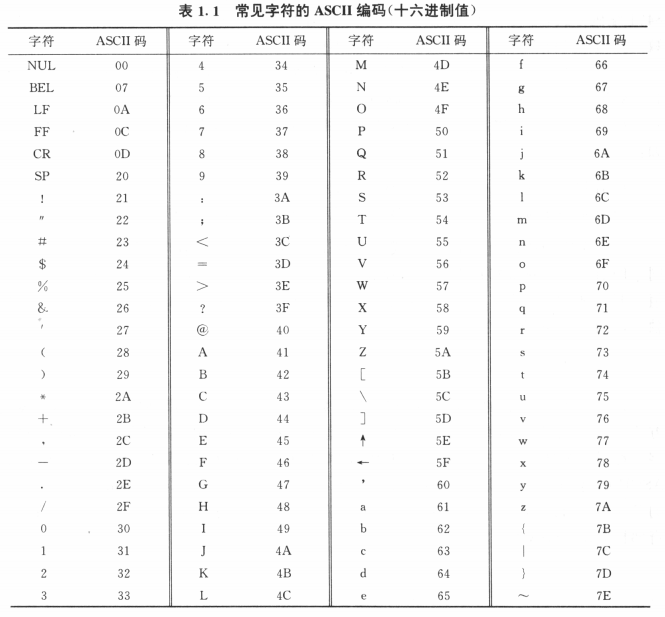 表 1.1 常见字符的 ASCII 编码(十六进制值)
字符 ASCII 码 字符 ASCII 码 字符 ASCII 码 字符 ASCII 码
NUL 00 4 34 M 4D f 66
BEL 07 5 35 N 4E g 67
LF 0A 6 36 O 4F h 68
FF 0C 7 37 P 50 i 69
CR 0D 8 38 Q 51 j 6A
SP 20 9 39 R 52 k 6B
! 21 : 3A S 53 l 6C
" 22 ; 3B T 54 m 6D
# 23 < 3C U 55 n 6E
$ 24 = 3D V 56 o 6F
% 25 > 3E W 57 p 70
& 26 ? 3F X 58 q 71
' 27 @ 40 Y 59 r 72
( 28 A 41 Z 5A s 73
) 29 B 42 [ 5B t 74
* 2A C 43 \ 5C u 75
+ 2B D 44 ] 5D v 76
, 2C E 45 ↑ 5E w 77
— 2D F 46 ← 5F x 78
. 2E G 47 ' 60 y 79
/ 2F H 48 a 61 z 7A
0 30 I 49 b 62 { 7B
1 31 J 4A c 63 | 7C
2 32 K 4B d 64 } 7D
3 33 L 4C e 65 ~ 7E